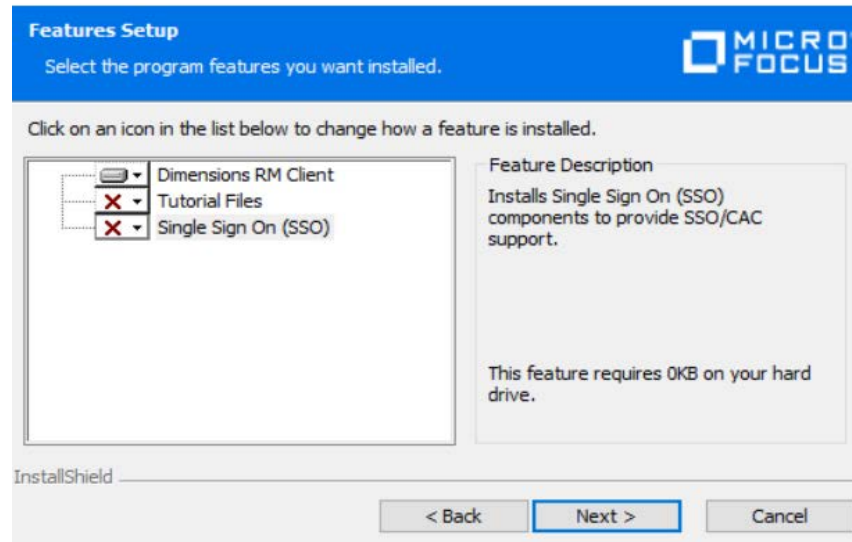 Features Setup
Select the program features you want installed.
MICRO
FOCUS
Click on an icon in the list below to change how a feature is installed.
Dimensions RM Client
Tutorial Files
Single Sign On (SSO)
Feature Description
Installs Single Sign On (SSO)
components to provide SSO/CAC
support.
This feature requires 0KB on your hard
drive.
InstallShield
< Back
Next >
Cancel